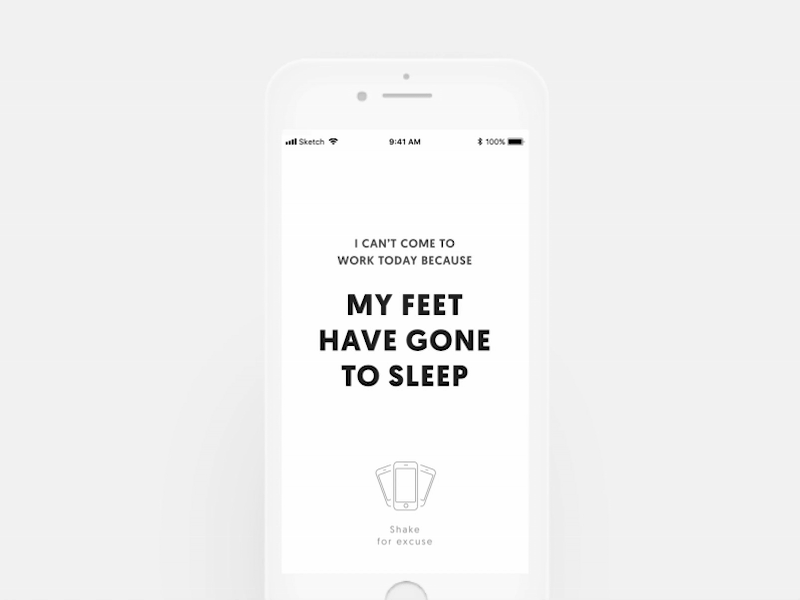 Sketch 9:41 AM 100%
I CAN'T COME TO
WORK TODAY BECAUSE
MY FEET
HAVE GONE
TO SLEEP
Shake
for excuse